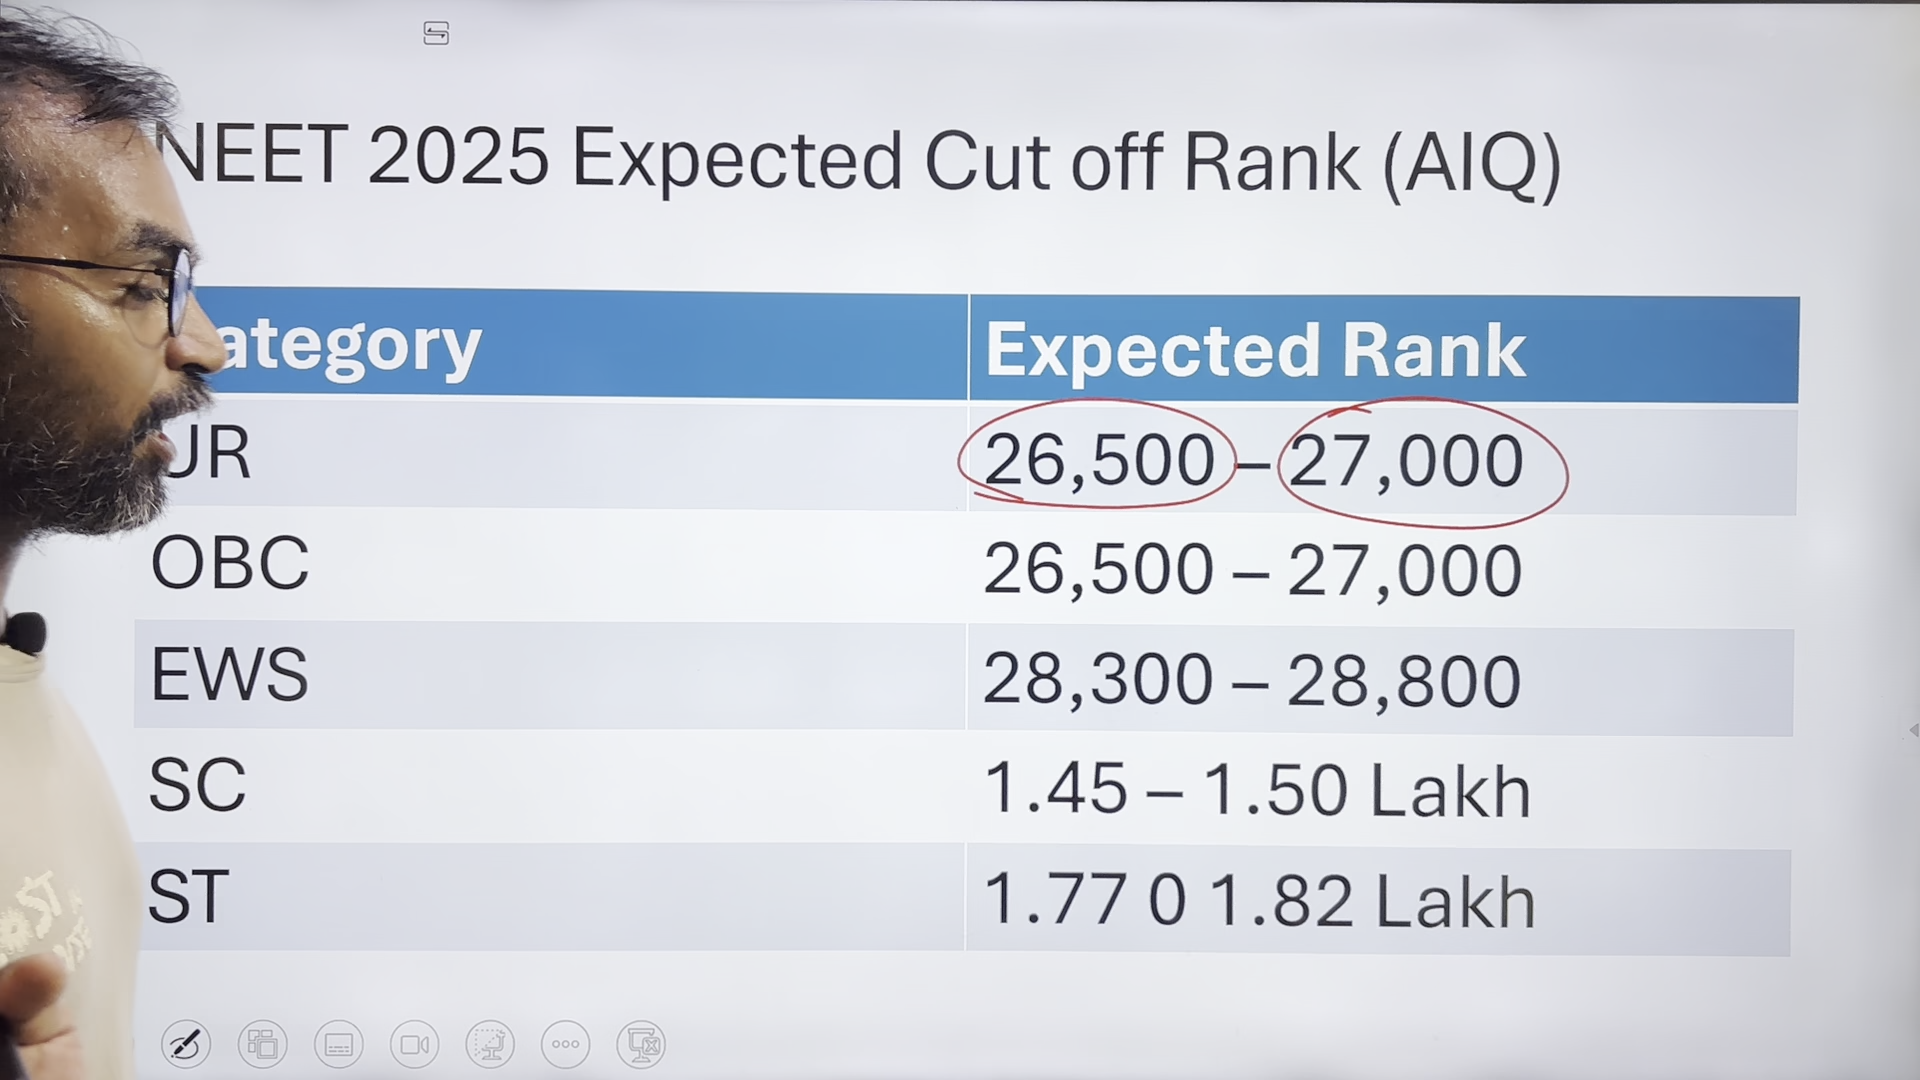 NEET 2025 Expected Cut off Rank (AIQ)
ategory Expected Rank
UR 26,500 – 27,000
OBC 26,500 – 27,000
EWS 28,300 – 28,800
SC 1.45 – 1.50 Lakh
ST 1.77 0 1.82 Lakh